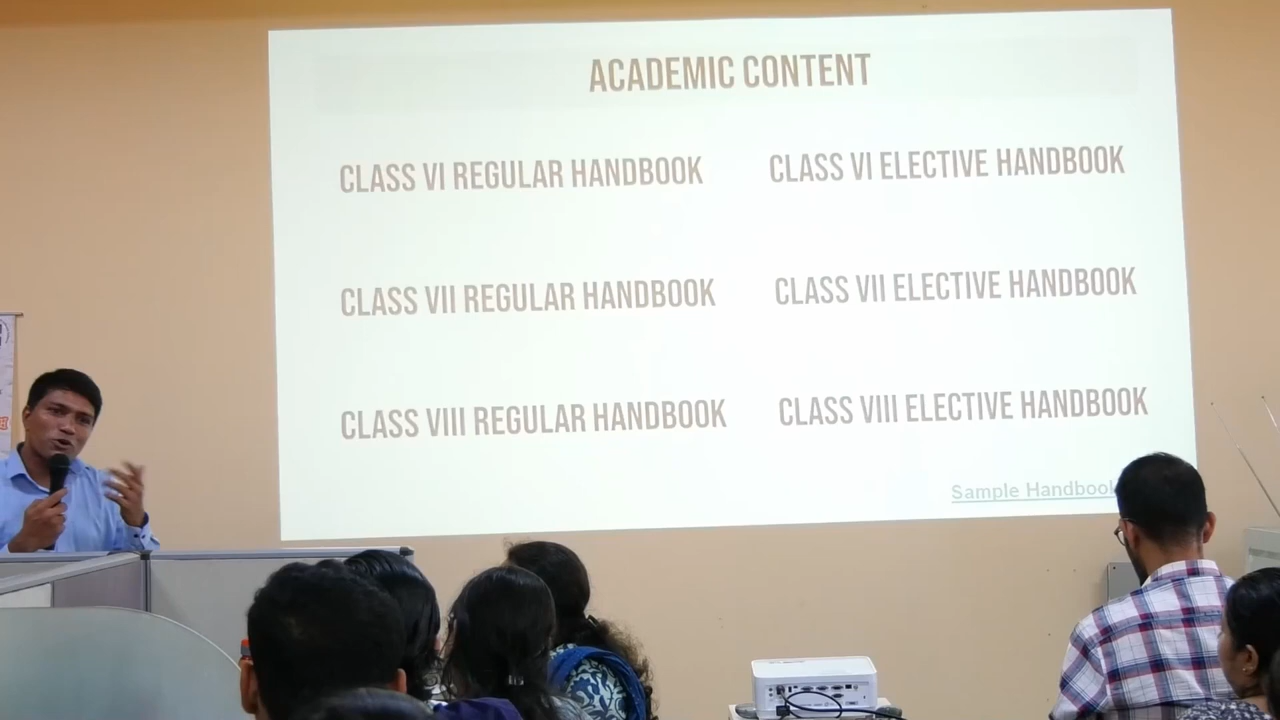 ACADEMIC CONTENT
CLASS VI REGULAR HANDBOOK
CLASS VI ELECTIVE HANDBOOK
CLASS VII REGULAR HANDBOOK
CLASS VII ELECTIVE HANDBOOK
CLASS VIII REGULAR HANDBOOK
CLASS VIII ELECTIVE HANDBOOK
Sample Handbook